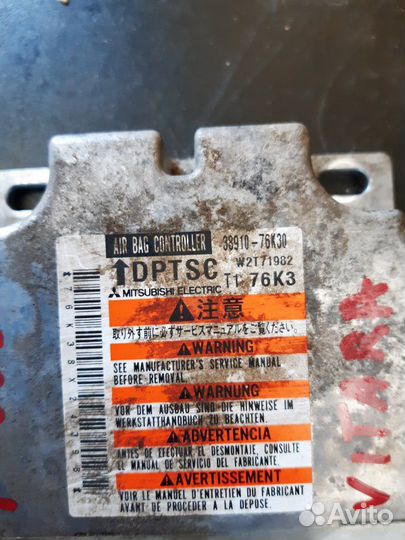 AIR BAG CONTROLLER 38910-76K30
↑DPTSC W2T71982
MITSUBISHI ELECTRIC T1 76K3
注意
取り外す前に必ずサービスマニュアルをご覧ください。
WARNING
SEE MANUFACTURER'S SERVICE MANUAL
BEFORE REMOVAL.
WARNUNG
VOR DEM AUSBAU SIND DIE HINWEISE IM
WERKSTATTHANDBUCH ZU BEACHTEN.
ADVERTENCIA
ANTES DE EFECTUAR EL DESMONTAJE, CONSULTE
EL MANUAL DE SERVICIO DEL FABRICANTE.
AVERTISSEMENT
VOIR LE MANUEL D'ENTRETIEN DU FABRICANT
AVANT DE PROCEDER A LA DEPOSE.
VITARA
Avito